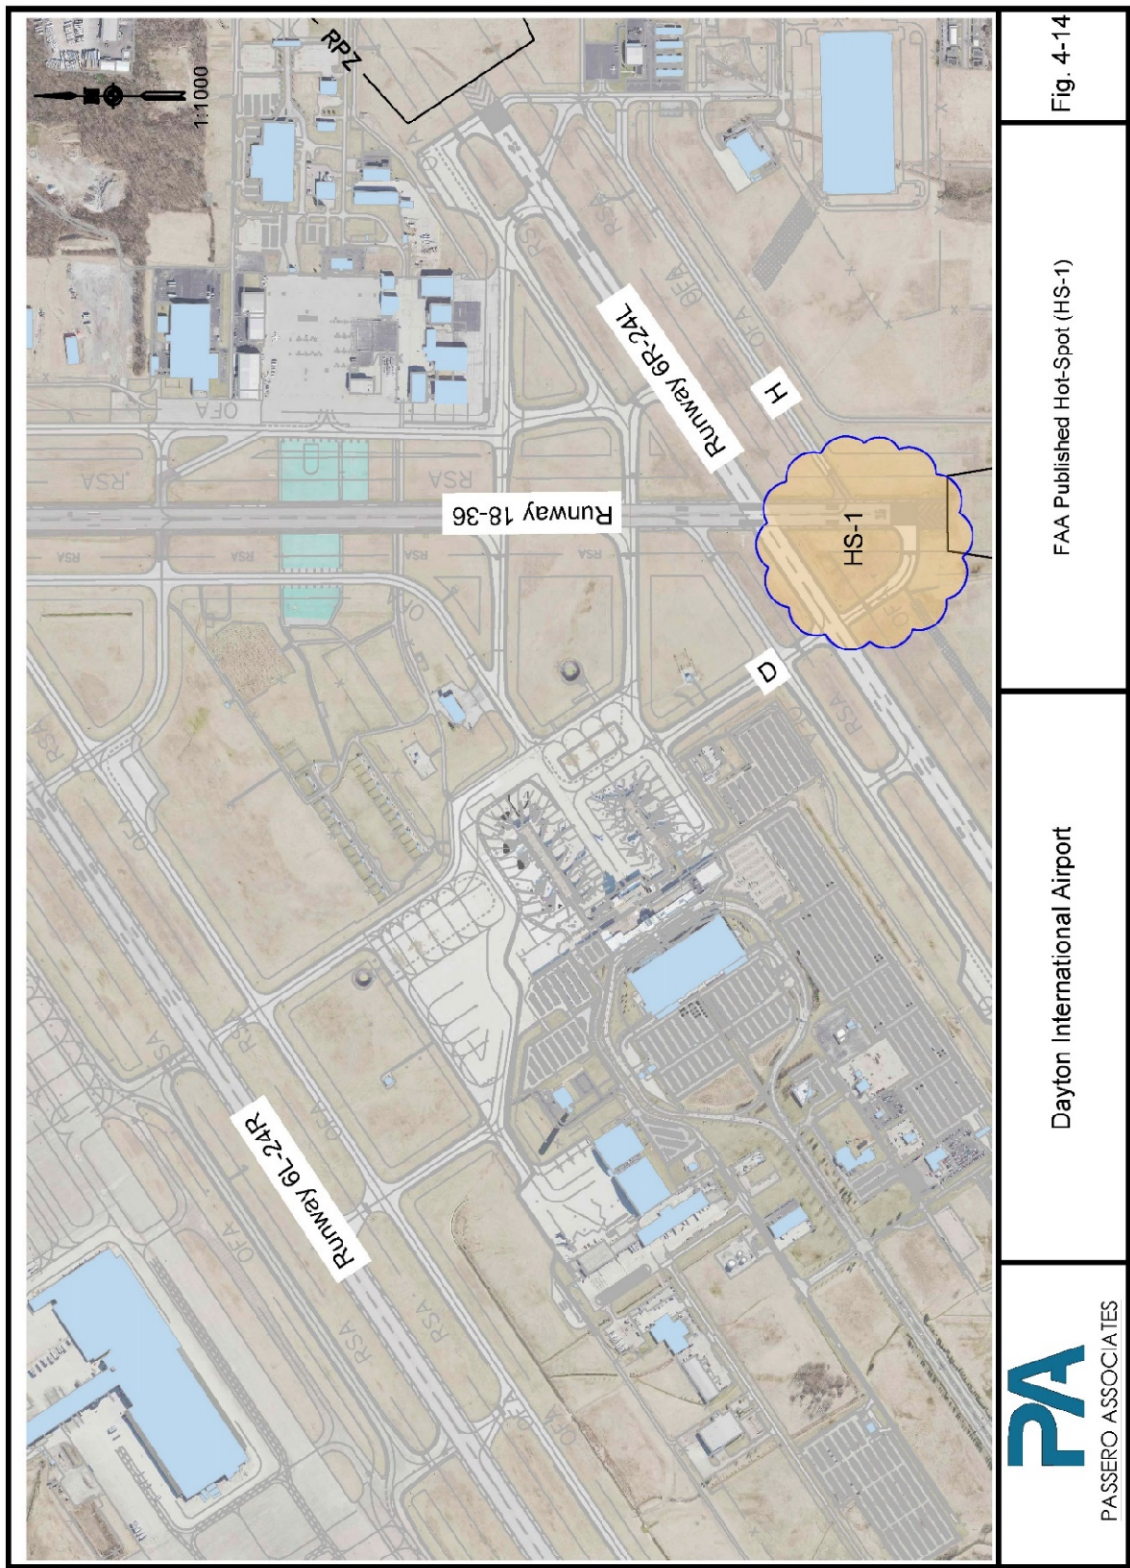 1:1000
RPZ
Runway 6L-24R
Runway 18-36
Runway 6R-24L
H
D
HS-1
RSA
RSA
RSA
RSA
RSA
RSA
RSA
RSA
OFA
OFA
OFA
OFA
OFA
PA
PASSERO ASSOCIATES
Dayton International Airport
FAA Published Hot-Spot (HS-1)
Fig. 4-14